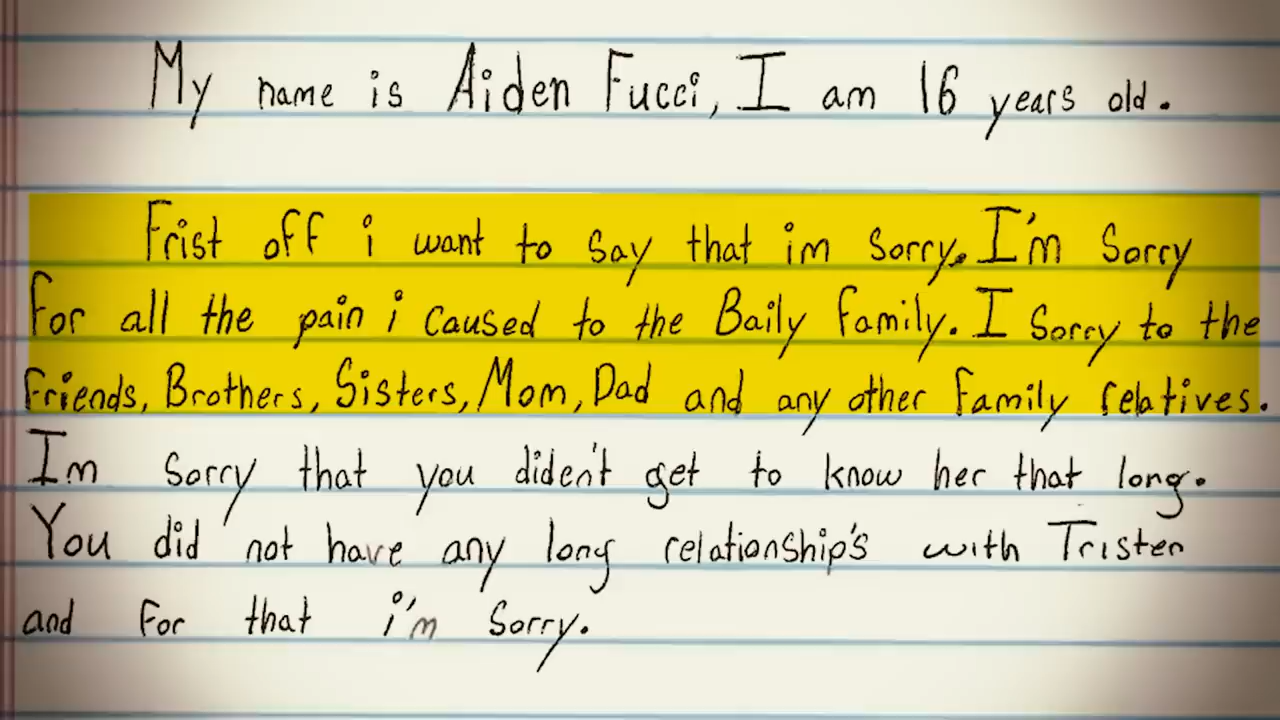 My name is Aiden Fucci, I am 16 years old.
Frist off i want to say that im sorry. I'm sorry
for all the pain i caused to the Baily family. I sorry to the
friends, Brothers, Sisters, Mom, Dad and any other family relatives.
Im sorry that you diden't get to know her that long.
You did not have any long relationship's with Tristen
and for that i'm sorry.